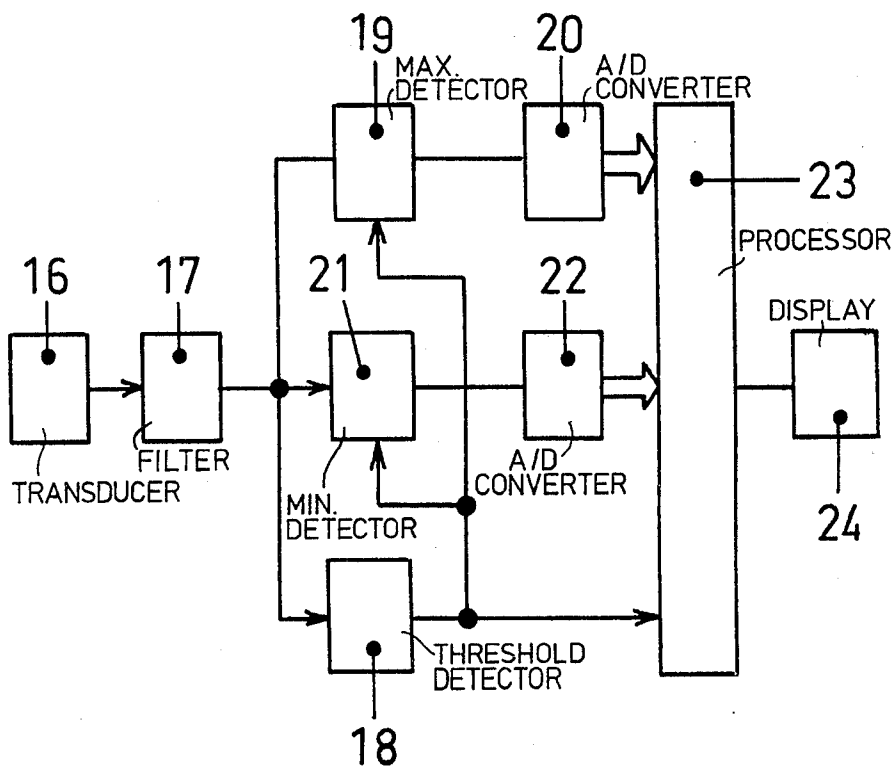 19
MAX.
DETECTOR
20
A/D
CONVERTER
23
PROCESSOR
16
17
21
22
DISPLAY
TRANSDUCER
FILTER
MIN.
DETECTOR
A/D
CONVERTER
24
THRESHOLD
DETECTOR
18